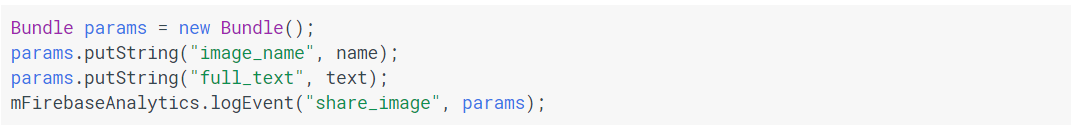 Bundle params = new Bundle();
params.putString("image_name", name);
params.putString("full_text", text);
mFirebaseAnalytics.logEvent("share_image", params);